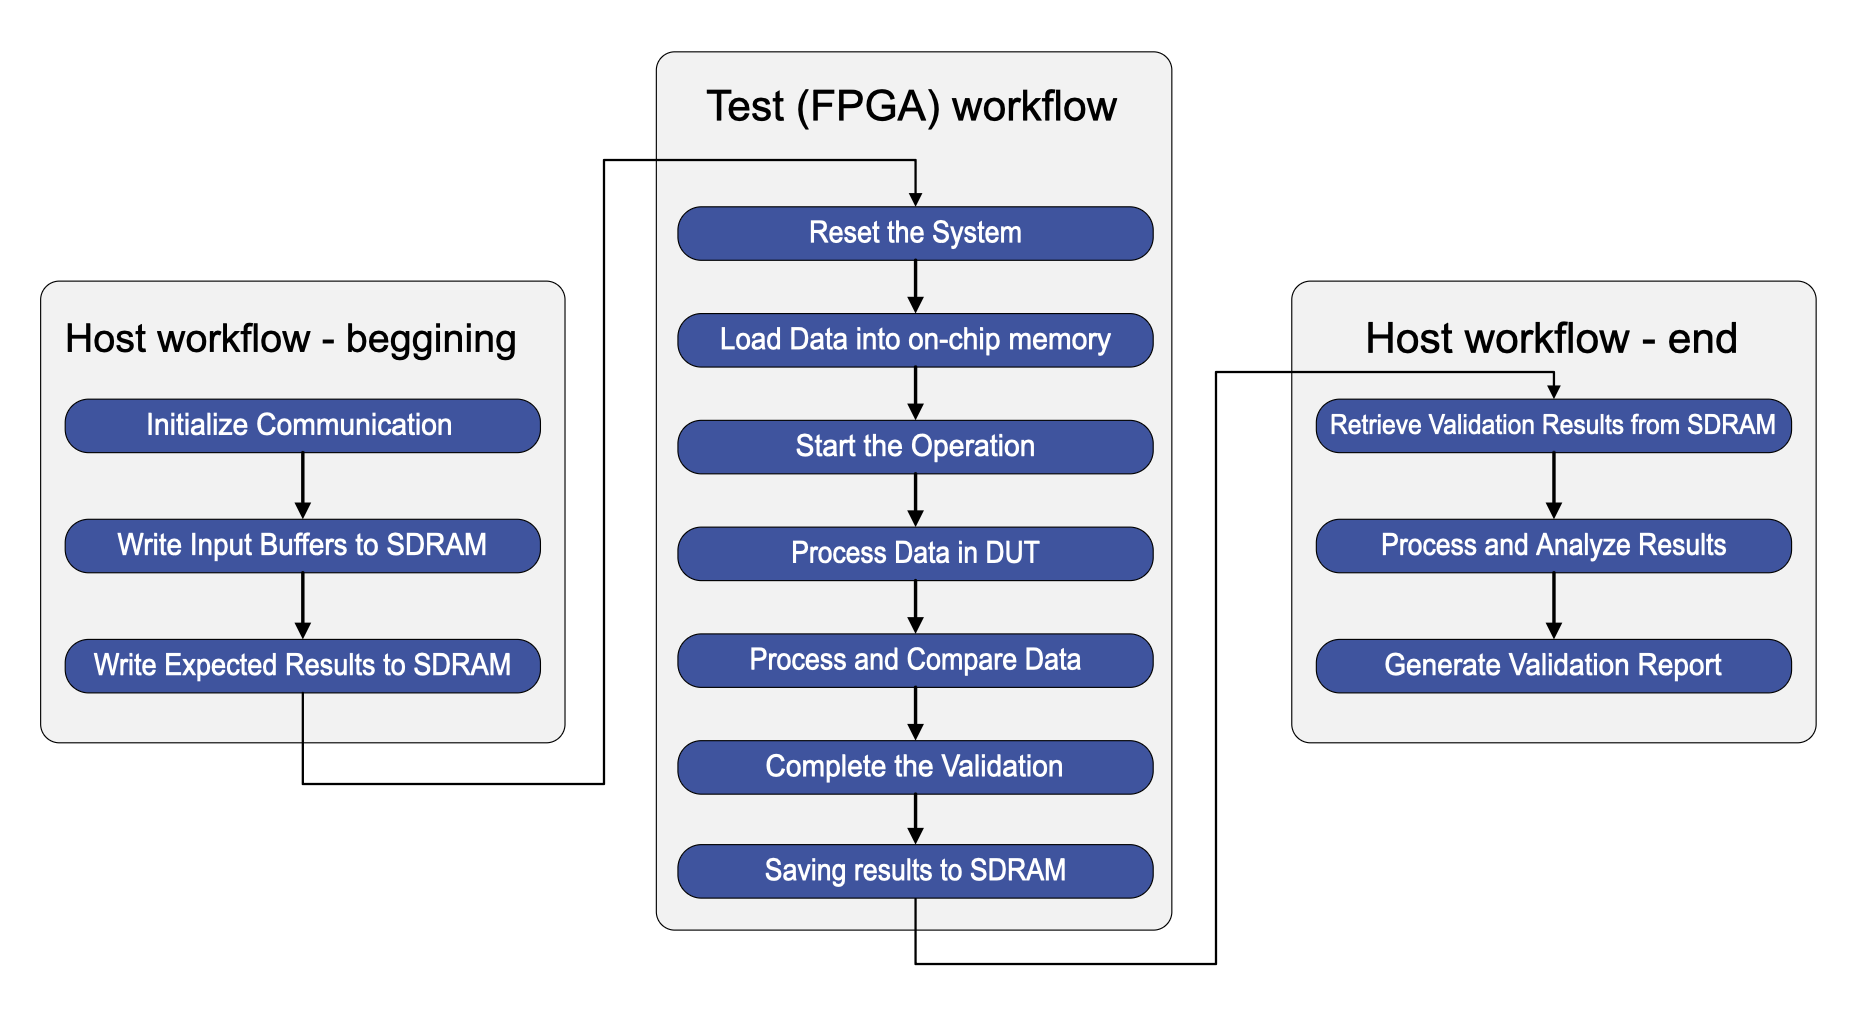 Host workflow - beggining
Initialize Communication
Write Input Buffers to SDRAM
Write Expected Results to SDRAM
Test (FPGA) workflow
Reset the System
Load Data into on-chip memory
Start the Operation
Process Data in DUT
Process and Compare Data
Complete the Validation
Saving results to SDRAM
Host workflow - end
Retrieve Validation Results from SDRAM
Process and Analyze Results
Generate Validation Report